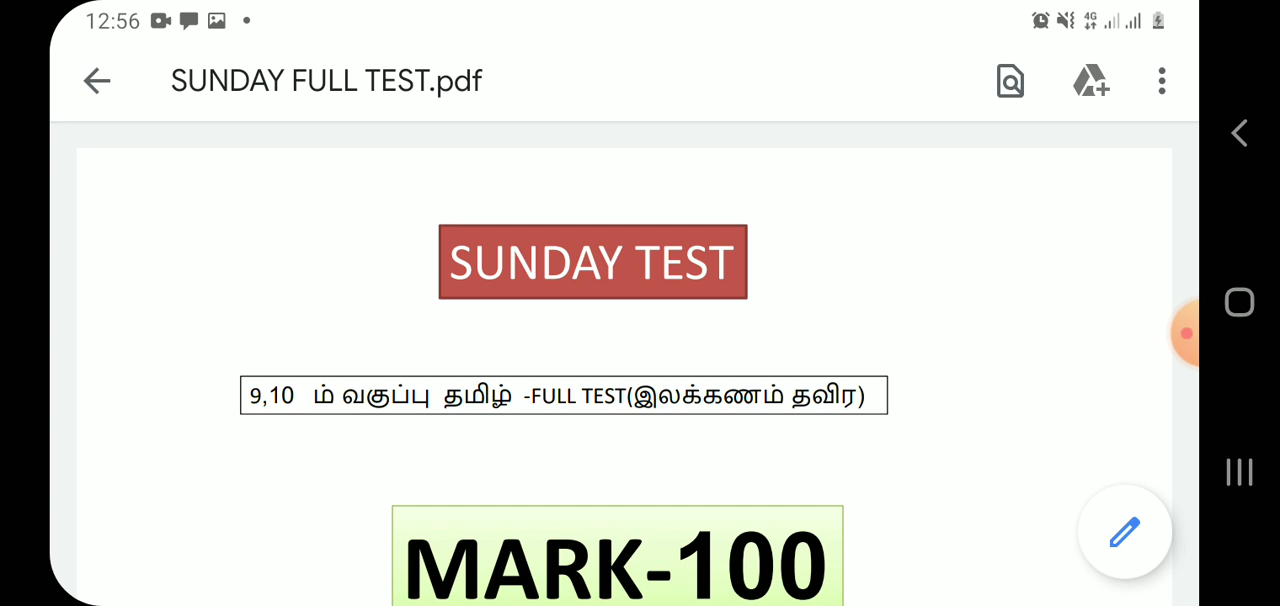 12:56
4G
SUNDAY FULL TEST.pdf
SUNDAY TEST
9,10 ம் வகுப்பு தமிழ் -FULL TEST(இலக்கணம் தவிர)
MARK-100